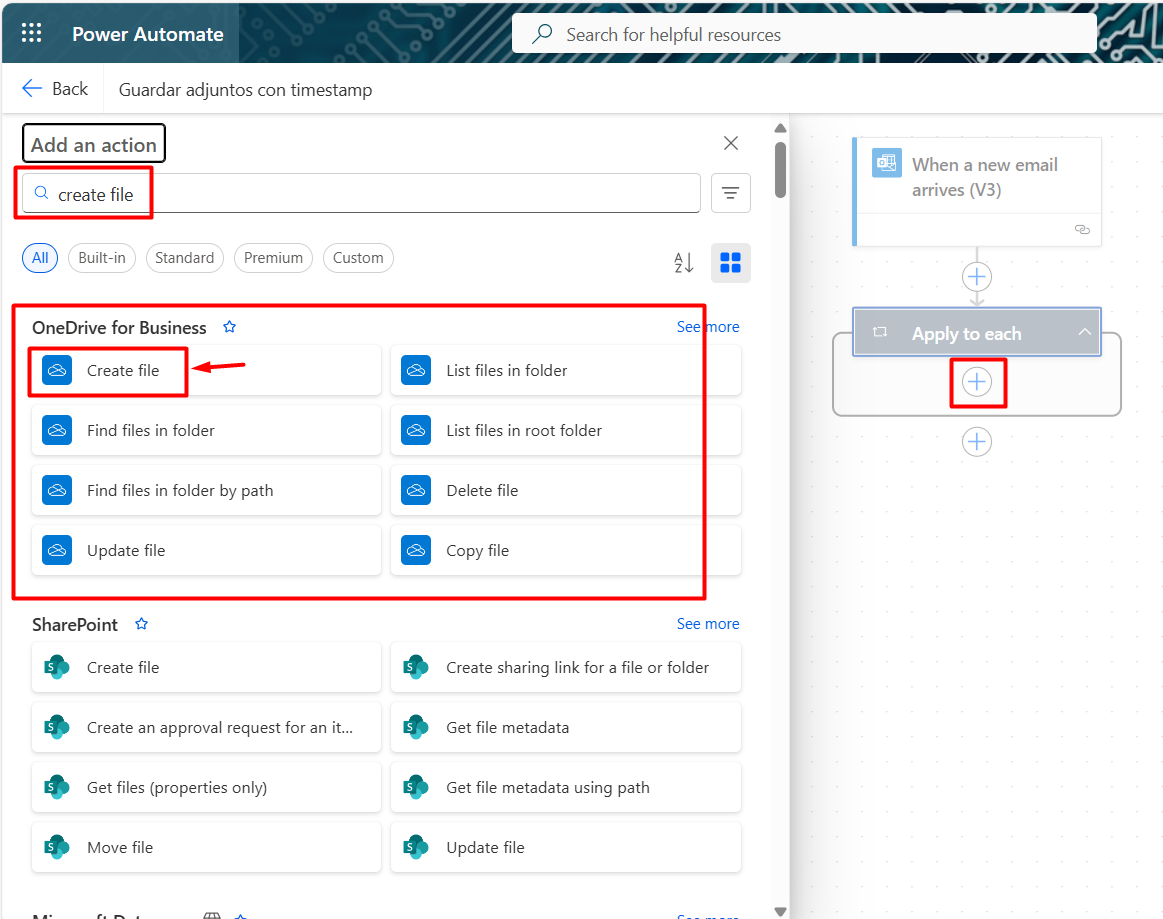 Power Automate
Search for helpful resources
Back
Guardar adjuntos con timestamp
Add an action
create file
All
Built-in
Standard
Premium
Custom
OneDrive for Business
See more
Create file
List files in folder
Find files in folder
List files in root folder
Find files in folder by path
Delete file
Update file
Copy file
SharePoint
See more
Create file
Create sharing link for a file or folder
Create an approval request for an it...
Get file metadata
Get files (properties only)
Get file metadata using path
Move file
Update file
When a new email
arrives (V3)
Apply to each